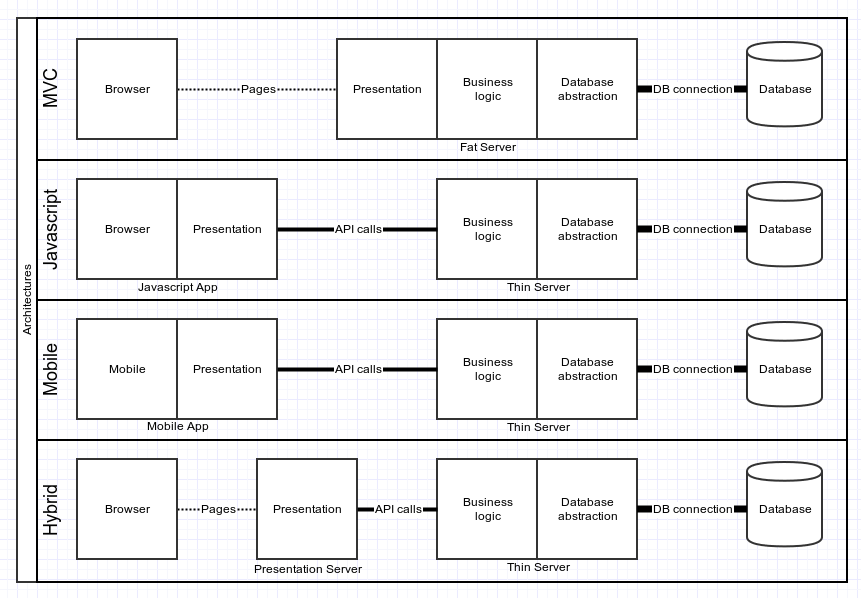 Architectures
MVC
Browser
Pages
Presentation
Business
logic
Database
abstraction
DB connection
Database
Fat Server
Javascript
Browser
Presentation
API calls
Business
logic
Database
abstraction
DB connection
Database
Javascript App
Thin Server
Mobile
Mobile
Presentation
API calls
Business
logic
Database
abstraction
DB connection
Database
Mobile App
Thin Server
Hybrid
Browser
Pages
Presentation
API calls
Business
logic
Database
abstraction
DB connection
Database
Presentation Server
Thin Server